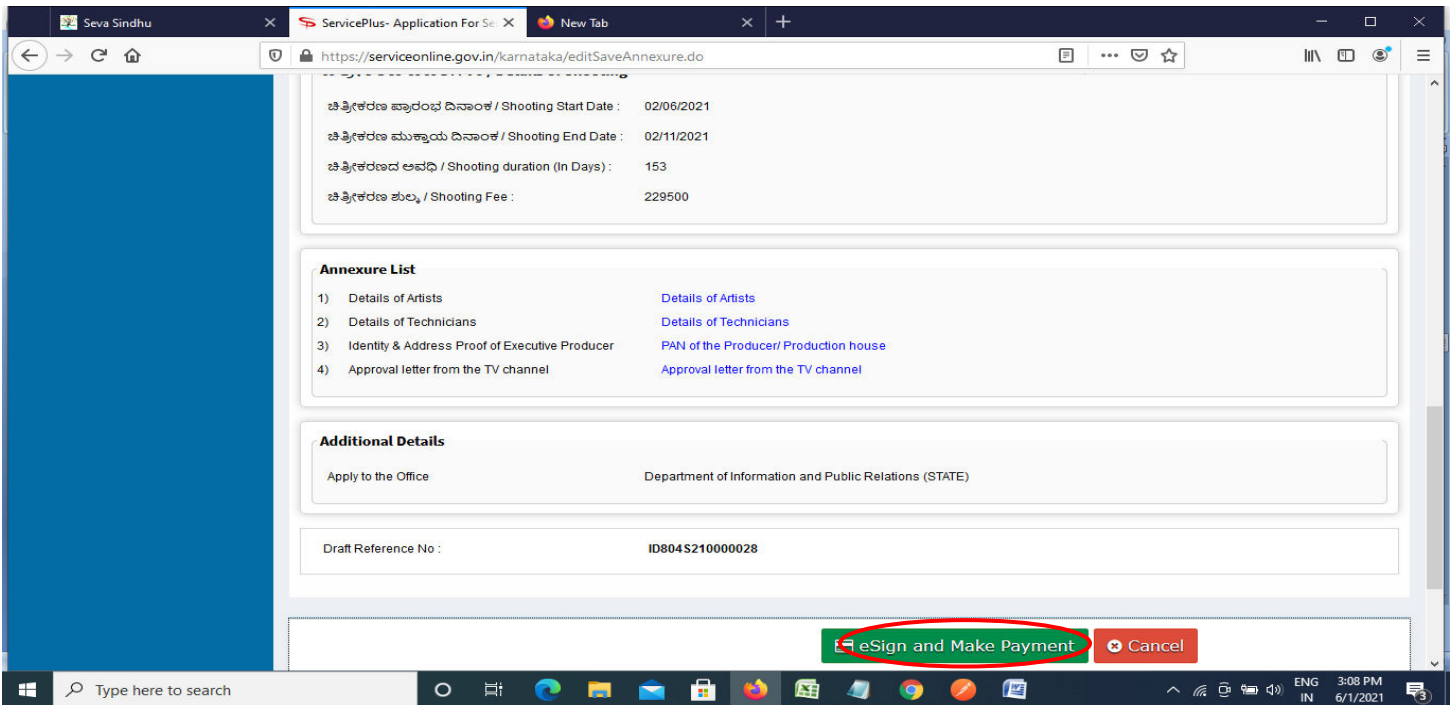 Seva Sindhu
ServicePlus- Application For Se
New Tab
https://serviceonline.gov.in/karnataka/editSaveAnnexure.do
ಚಿತ್ರೀಕರಣ ಪ್ರಾರಂಭ ದಿನಾಂಕ / Shooting Start Date : 02/06/2021
ಚಿತ್ರೀಕರಣ ಮುಕ್ತಾಯ ದಿನಾಂಕ / Shooting End Date : 02/11/2021
ಚಿತ್ರೀಕರಣದ ಅವಧಿ / Shooting duration (In Days) : 153
ಚಿತ್ರೀಕರಣ ಶುಲ್ಕ / Shooting Fee : 229500
Annexure List
1) Details of Artists Details of Artists
2) Details of Technicians Details of Technicians
3) Identity & Address Proof of Executive Producer PAN of the Producer/ Production house
4) Approval letter from the TV channel Approval letter from the TV channel
Additional Details
Apply to the Office Department of Information and Public Relations (STATE)
Draft Reference No : ID804S210000028
eSign and Make Payment Cancel
Type here to search
ENG 3:08 PM
IN 6/1/2021
3